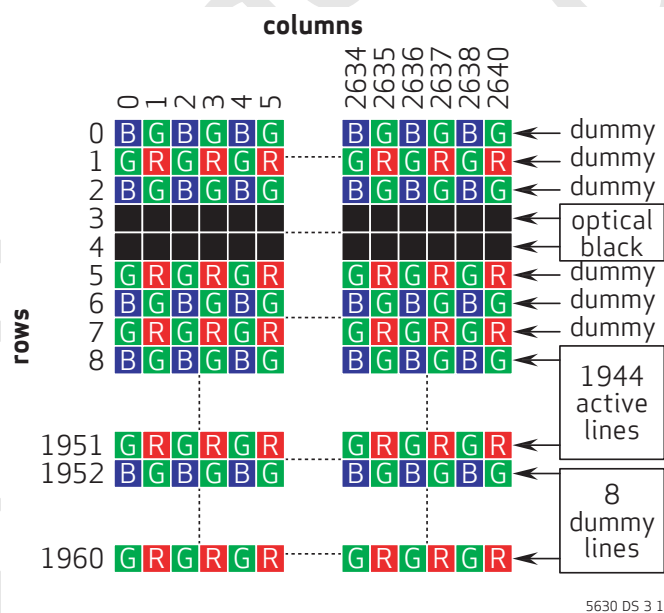 columns
0 1 2 3 4 5 2634 2635 2636 2637 2638 2640
0 B G B G B G B G B G B G dummy
1 G R G R G R G R G R G R dummy
2 B G B G B G B G B G B G dummy
3
4
optical
black
5 G R G R G R G R G R G R dummy
6 B G B G B G B G B G B G dummy
7 G R G R G R G R G R G R dummy
8 B G B G B G B G B G B G
rows
1944
active
lines
1951 G R G R G R G R G R G R
1952 B G B G B G B G B G B G
8
dummy
lines
1960 G R G R G R G R G R G R
5630 DS 3 1